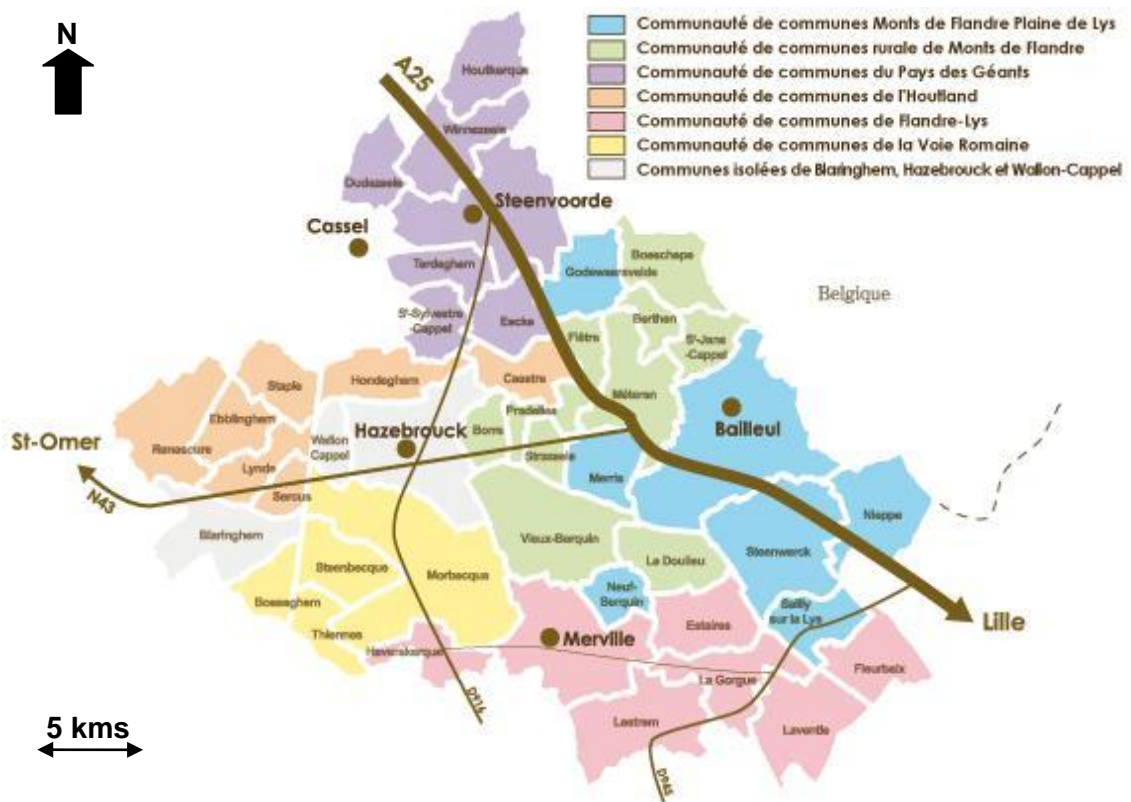 N
A25
Communauté de communes Monts de Flandre Plaine de Lys
Communauté de communes rurale de Monts de Flandre
Communauté de communes du Pays des Géants
Communauté de communes de l'Houtland
Communauté de communes de Flandre-Lys
Communauté de communes de la Voie Romaine
Communes isolées de Blaringhem, Hazebrouck et Wallon-Cappel
Houtkerque
Winnezeele
Oudezeele
Steenvoorde
Cassel
Terdeghem
Godewaersvelde
Boeschepe
Belgique
St-Sylvestre
-Cappel
Eecke
Flêtre
Berthen
St-Jans
-Cappel
Staple
Hondeghem
Caestre
Méteren
Ebblinghem
Pradelles
Bailleul
St-Omer
Renescure
Wallon
Cappel
Hazebrouck
Borre
Strazeele
Lynde
Merris
Sercus
N43
Nieppe
Blaringhem
Vieux-Berquin
Steenwerck
Steenbecque
Morbecque
La Doulieu
Boeseghem
Neuf-
Berquin
Sailly
sur la Lys
Thiennes
Merville
Estaires
Lille
Haverskerque
Fleurbaix
La Gorgue
D916
Lestrem
Laventie
5 kms
D945